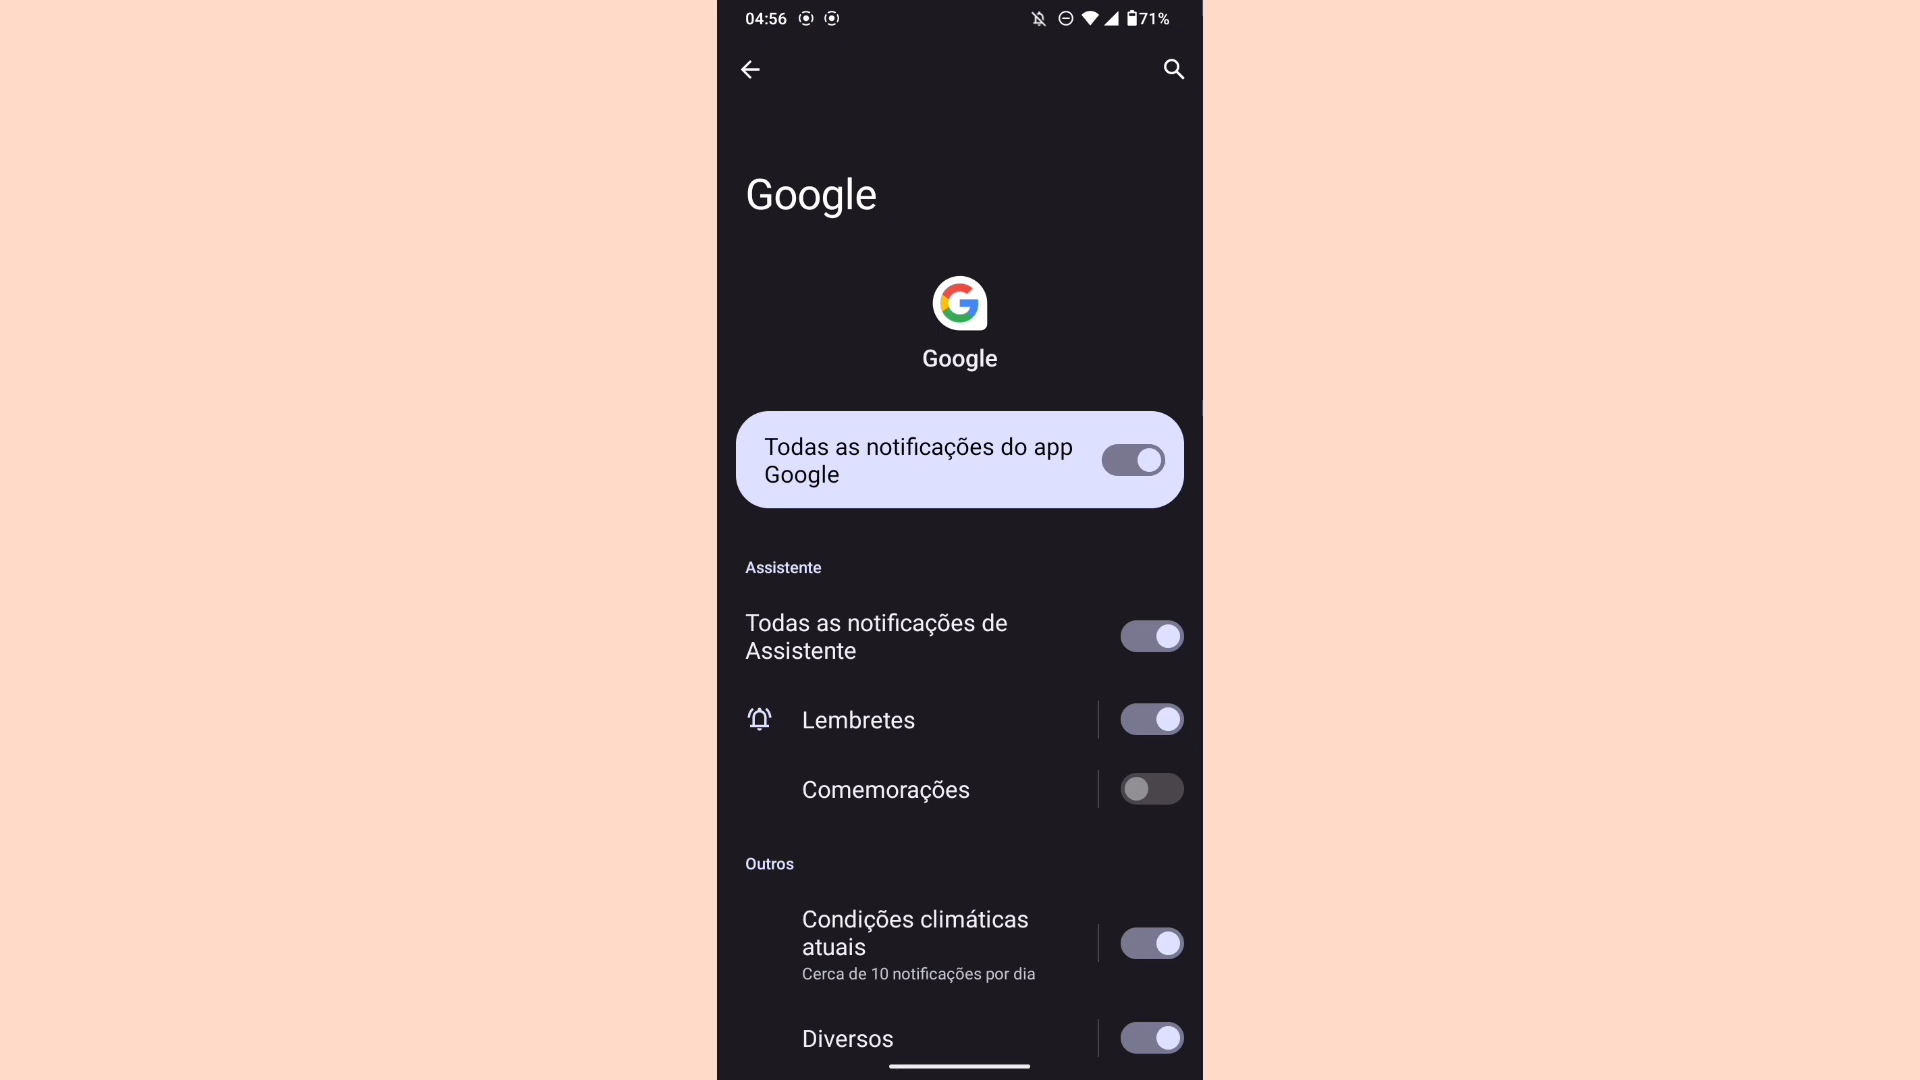 04:56
71%
Google
Google
Todas as notificações do app
Google
Assistente
Todas as notificações de
Assistente
Lembretes
Comemorações
Outros
Condições climáticas
atuais
Cerca de 10 notificações por dia
Diversos